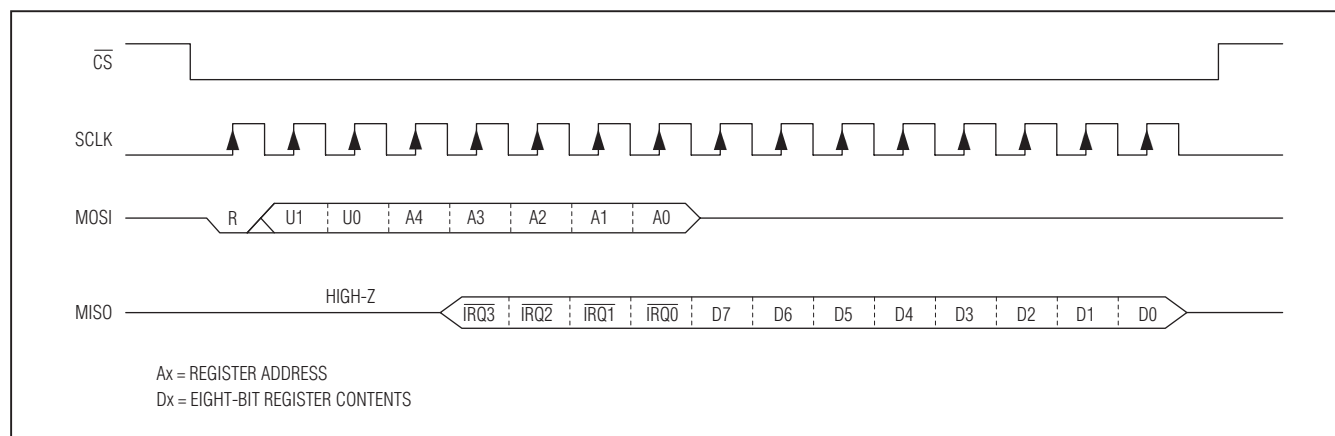 CS
SCLK
MOSI R U1 U0 A4 A3 A2 A1 A0
HIGH-Z
MISO IRQ3 IRQ2 IRQ1 IRQ0 D7 D6 D5 D4 D3 D2 D1 D0
Ax = REGISTER ADDRESS
Dx = EIGHT-BIT REGISTER CONTENTS